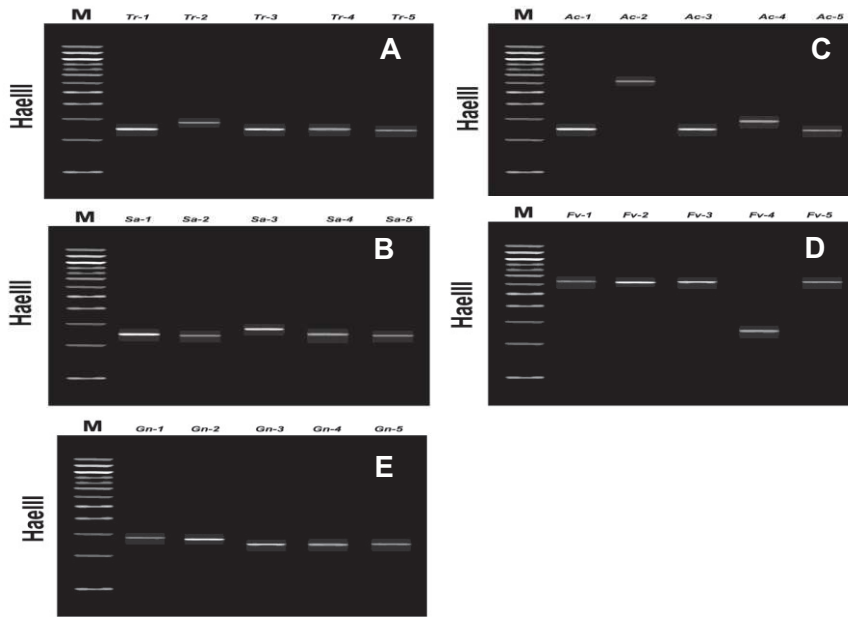 M Tr-1 Tr-2 Tr-3 Tr-4 Tr-5
A
HaeIII
M Sa-1 Sa-2 Sa-3 Sa-4 Sa-5
B
HaeIII
M Gn-1 Gn-2 Gn-3 Gn-4 Gn-5
E
HaeIII
M Ac-1 Ac-2 Ac-3 Ac-4 Ac-5
C
HaeIII
M Fv-1 Fv-2 Fv-3 Fv-4 Fv-5
D
HaeIII